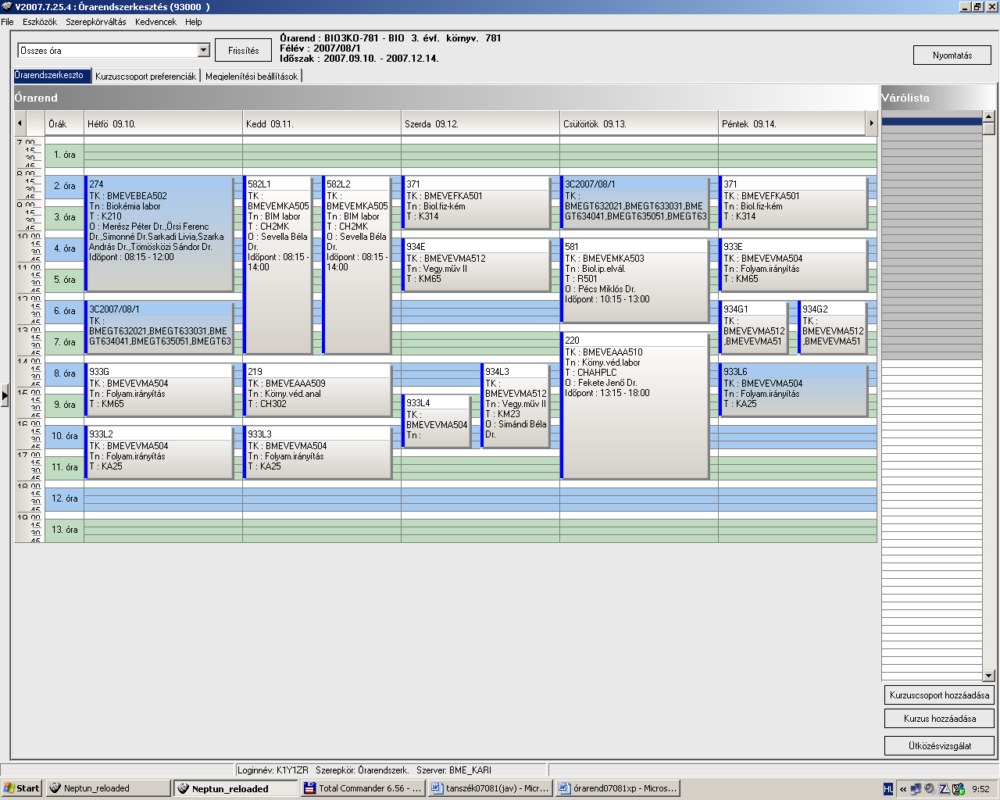 V2007.7.25.4 : Órarendszerkesztés (93000  )
File Eszközök Szerepkörváltás Kedvencek Help
Összes óra
Frissítés
Órarend : BIO3KO-781 - BIO 3. évf. könyv. 781
Félév : 2007/08/1
Időszak : 2007.09.10. - 2007.12.14.
Nyomtatás
Órarendszerkeszto Kurzuscsoport preferenciák Megjelenítési beállítások
Órarend
Várólista
Órák Hétfő 09.10. Kedd 09.11. Szerda 09.12. Csütörtök 09.13. Péntek 09.14.
7 00
15
30
45
8 00
15
30
45
9 00
15
30
45
10 00
15
30
45
11 00
15
30
45
12 00
15
30
45
13 00
15
30
45
14 00
15
30
45
15 00
15
30
45
16 00
15
30
45
17 00
15
30
45
18 00
15
30
45
19 00
15
30
45
1. óra
2. óra
3. óra
4. óra
5. óra
6. óra
7. óra
8. óra
9. óra
10. óra
11. óra
12. óra
13. óra
274
TK : BMEVEBEA502
Tn : Biokémia labor
T : K210
O : Merész Péter Dr.,Örsi Ferenc
Dr.,Simonné Dr.Sarkadi Livia,Szarka
András Dr.,Tömösközi Sándor Dr.
Időpont : 08:15 - 12:00
3C2007/08/1
TK :
BMEGT632021,BMEGT633031,BME
GT634041,BMEGT635051,BMEGT63
933G
TK : BMEVEVMA504
Tn : Folyam.irányítás
T : KM65
933L2
TK : BMEVEVMA504
Tn : Folyam.irányítás
T : KA25
582L1
TK :
BMEVEMKA505
Tn : BIM labor
T : CH2MK
O : Sevella Béla
Dr.
Időpont : 08:15 -
14:00
582L2
TK :
BMEVEMKA505
Tn : BIM labor
T : CH2MK
O : Sevella Béla
Dr.
Időpont : 08:15 -
14:00
219
TK : BMEVEAAA509
Tn : Körny.véd.anal
T : CH302
933L3
TK : BMEVEVMA504
Tn : Folyam.irányítás
T : KA25
371
TK : BMEVEFKA501
Tn : Biol.fiz-kém
T : K314
934E
TK : BMEVEVMA512
Tn : Vegy.műv II
T : KM65
933L4
TK :
BMEVEVMA504
Tn :
934L3
TK :
BMEVEVMA512
Tn : Vegy.műv II
T : KM23
O : Simándi Béla
Dr.
3C2007/08/1
TK :
BMEGT632021,BMEGT633031,BME
GT634041,BMEGT635051,BMEGT63
581
TK : BMEVEMKA503
Tn : Biol.ip.elvál.
T : R501
O : Pécs Miklós Dr.
Időpont : 10:15 - 13:00
220
TK : BMEVEAAA510
Tn : Körny.véd.labor
T : CHAHPLC
O : Fekete Jenő Dr.
Időpont : 13:15 - 18:00
371
TK : BMEVEFKA501
Tn : Biol.fiz-kém
T : K314
933E
TK : BMEVEVMA504
Tn : Folyam.irányítás
T : KM65
934G1
TK :
BMEVEVMA512
,BMEVEVMA51
934G2
TK :
BMEVEVMA512
,BMEVEVMA51
933L6
TK : BMEVEVMA504
Tn : Folyam.irányítás
T : KA25
Kurzuscsoport hozzáadása
Kurzus hozzáadása
Ütközésvizsgálat
Loginnév: K1Y1ZR Szerepkör: Órarendszerk. Szerver: BME_KARI
Start Neptun_reloaded Neptun_reloaded Total Commander 6.56 - ... tanszék07081(jav) - Micr... órarend07081xp - Micros... HU « 9:52